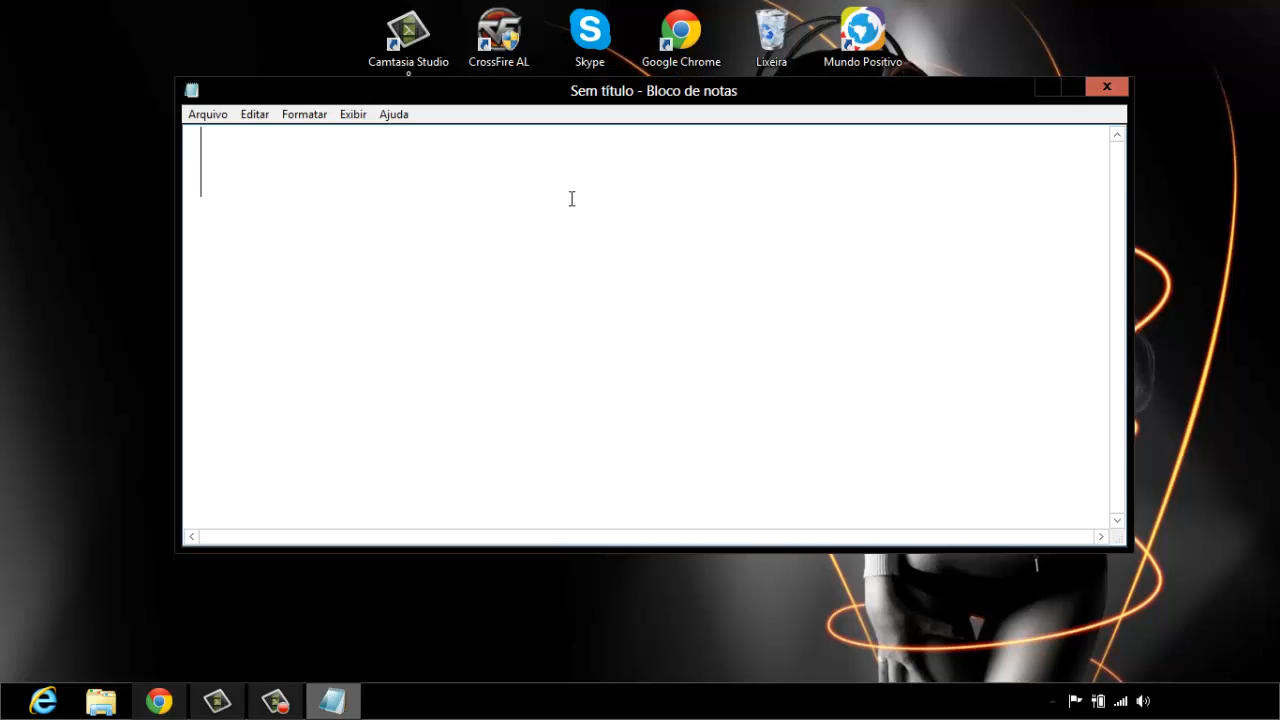 Camtasia Studio
8
CrossFire AL
Skype
Google Chrome
Lixeira
Mundo Positivo
Sem título - Bloco de notas
Arquivo Editar Formatar Exibir Ajuda